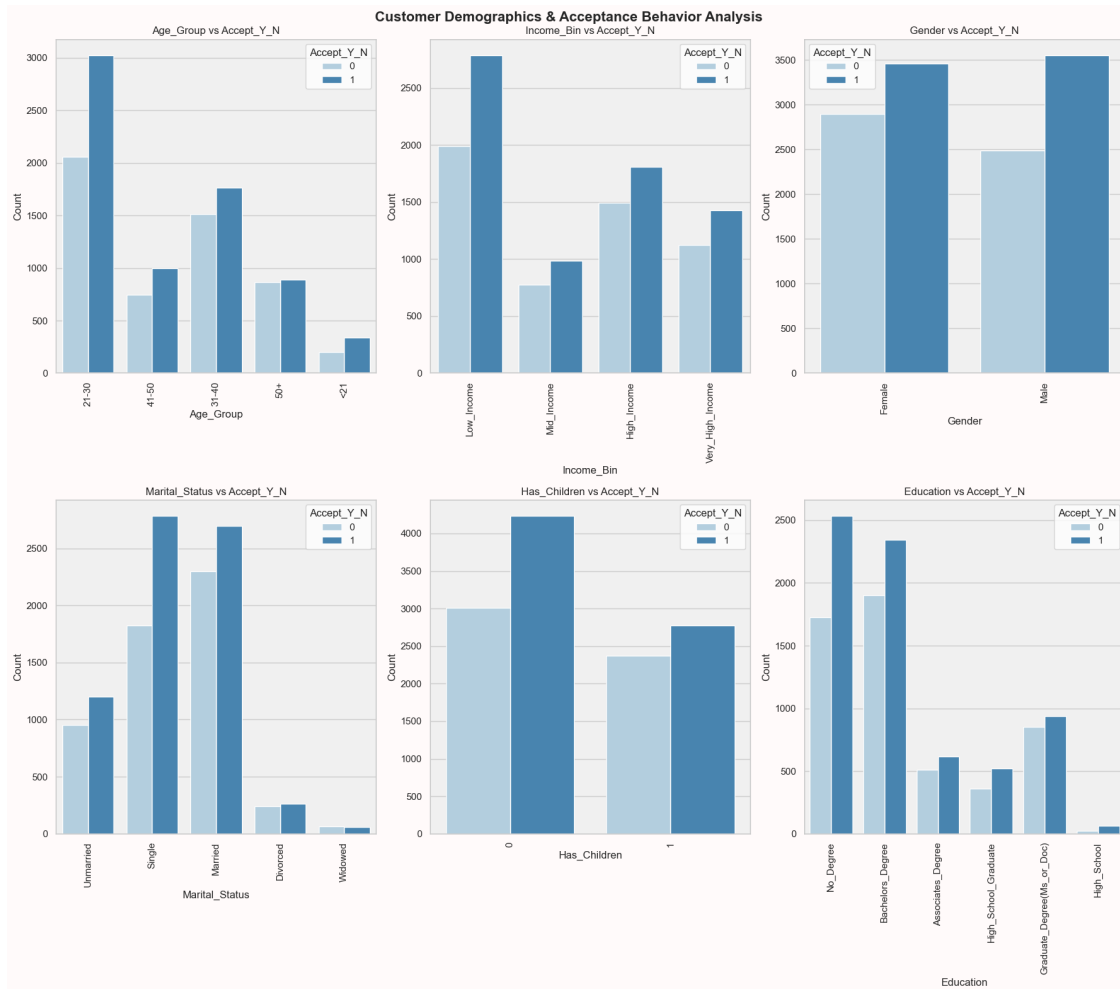 Customer Demographics & Acceptance Behavior Analysis
Age_Group vs Accept_Y_N
3000
2500
2000
1500
1000
500
0
Count
Accept_Y_N
0
1
21-30
41-50
31-40
50+
<21
Age_Group
Income_Bin vs Accept_Y_N
2500
2000
1500
1000
500
0
Count
Accept_Y_N
0
1
Low_Income
Mid_Income
High_Income
Very_High_Income
Income_Bin
Gender vs Accept_Y_N
3500
3000
2500
2000
1500
1000
500
0
Count
Accept_Y_N
0
1
Female
Male
Gender
Marital_Status vs Accept_Y_N
2500
2000
1500
1000
500
0
Count
Accept_Y_N
0
1
Unmarried
Single
Married
Divorced
Widowed
Marital_Status
Has_Children vs Accept_Y_N
4000
3500
3000
2500
2000
1500
1000
500
0
Count
Accept_Y_N
0
1
0
1
Has_Children
Education vs Accept_Y_N
2500
2000
1500
1000
500
0
Count
Accept_Y_N
0
1
No_Degree
Bachelors_Degree
Associates_Degree
High_School_Graduate
Graduate_Degree(Ms_or_Doc)
High_School
Education